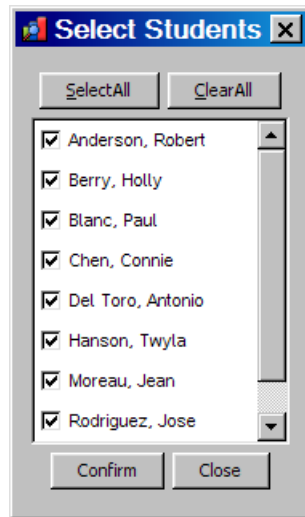 Select Students
SelectAll ClearAll
Anderson, Robert
Berry, Holly
Blanc, Paul
Chen, Connie
Del Toro, Antonio
Hanson, Twyla
Moreau, Jean
Rodriguez, Jose
Confirm Close